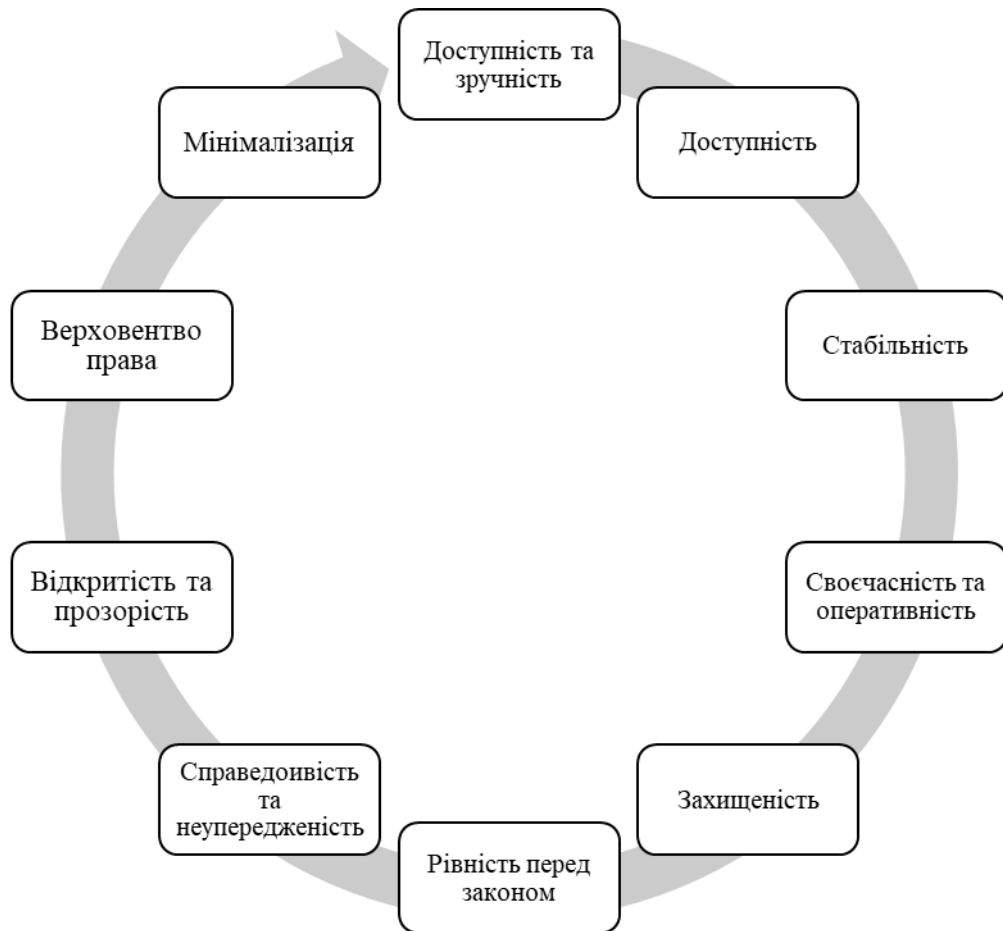 Доступність та
зручність
Доступність
Стабільність
Своєчасність та
оперативність
Захищеність
Рівність перед
законом
Справедоивість
та
неупередженість
Відкритість та
прозорість
Верховентво
права
Мінімалізація